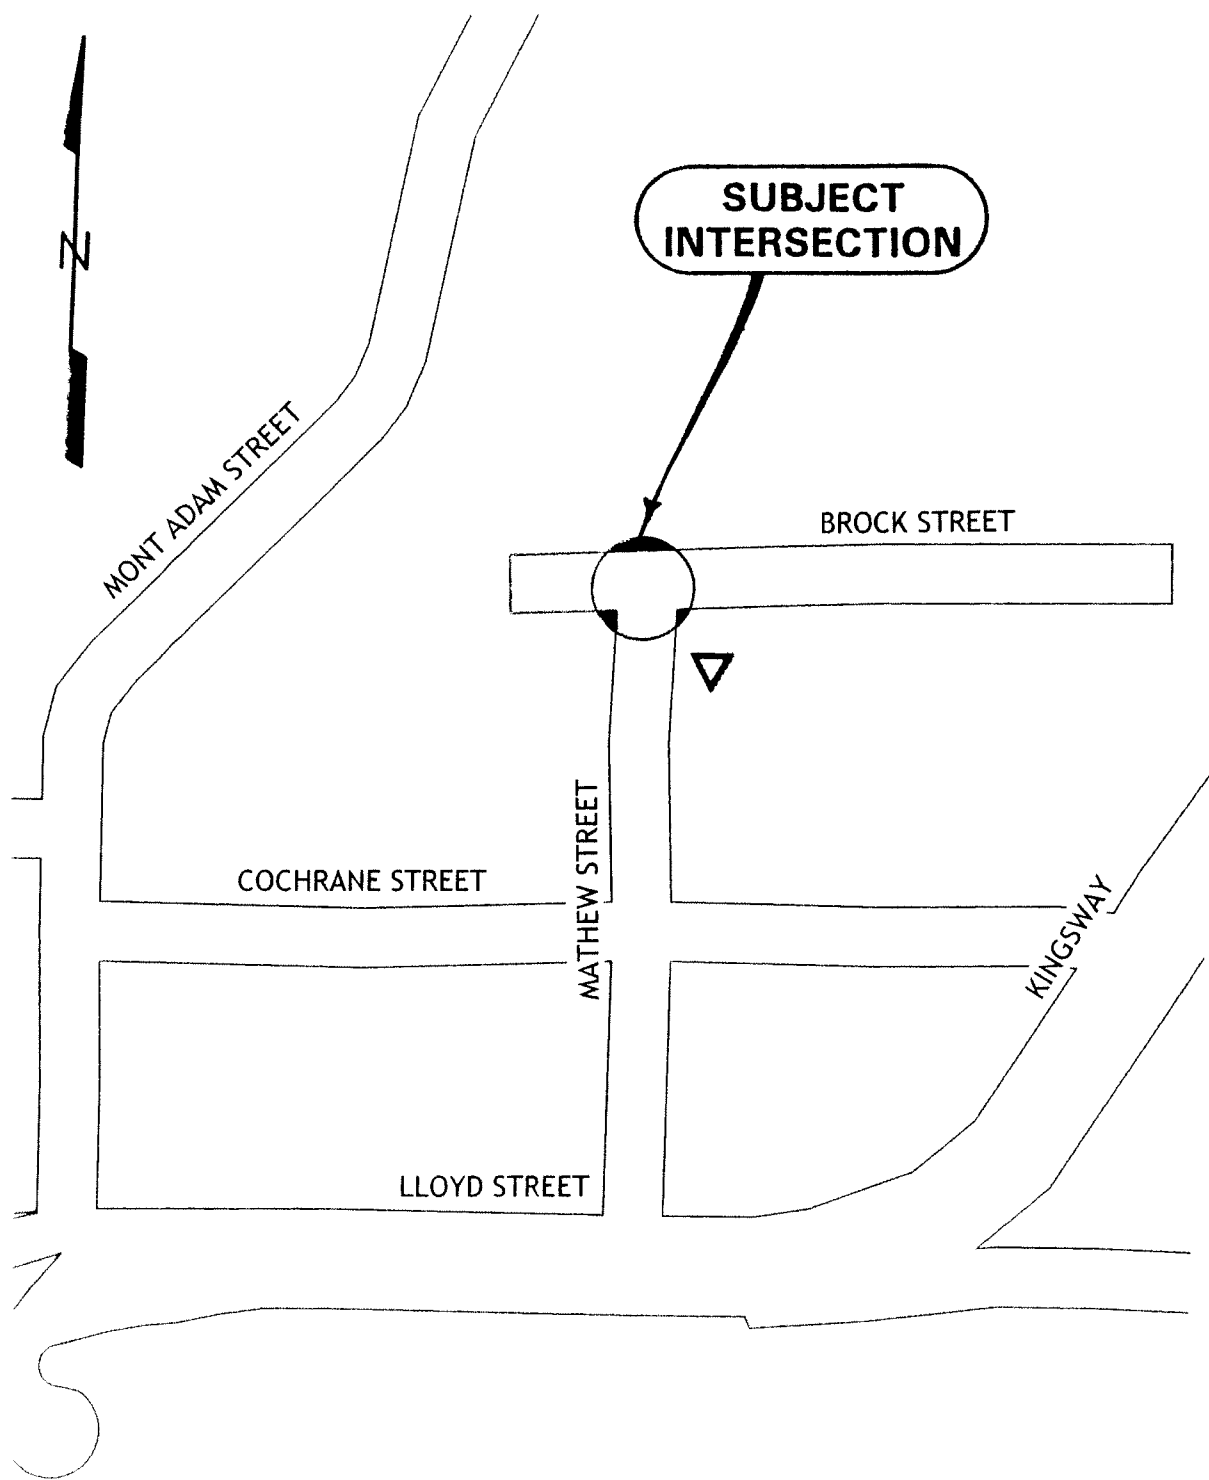 N
SUBJECT
INTERSECTION
MONT ADAM STREET
BROCK STREET
COCHRANE STREET
MATHEW STREET
KINGSWAY
LLOYD STREET